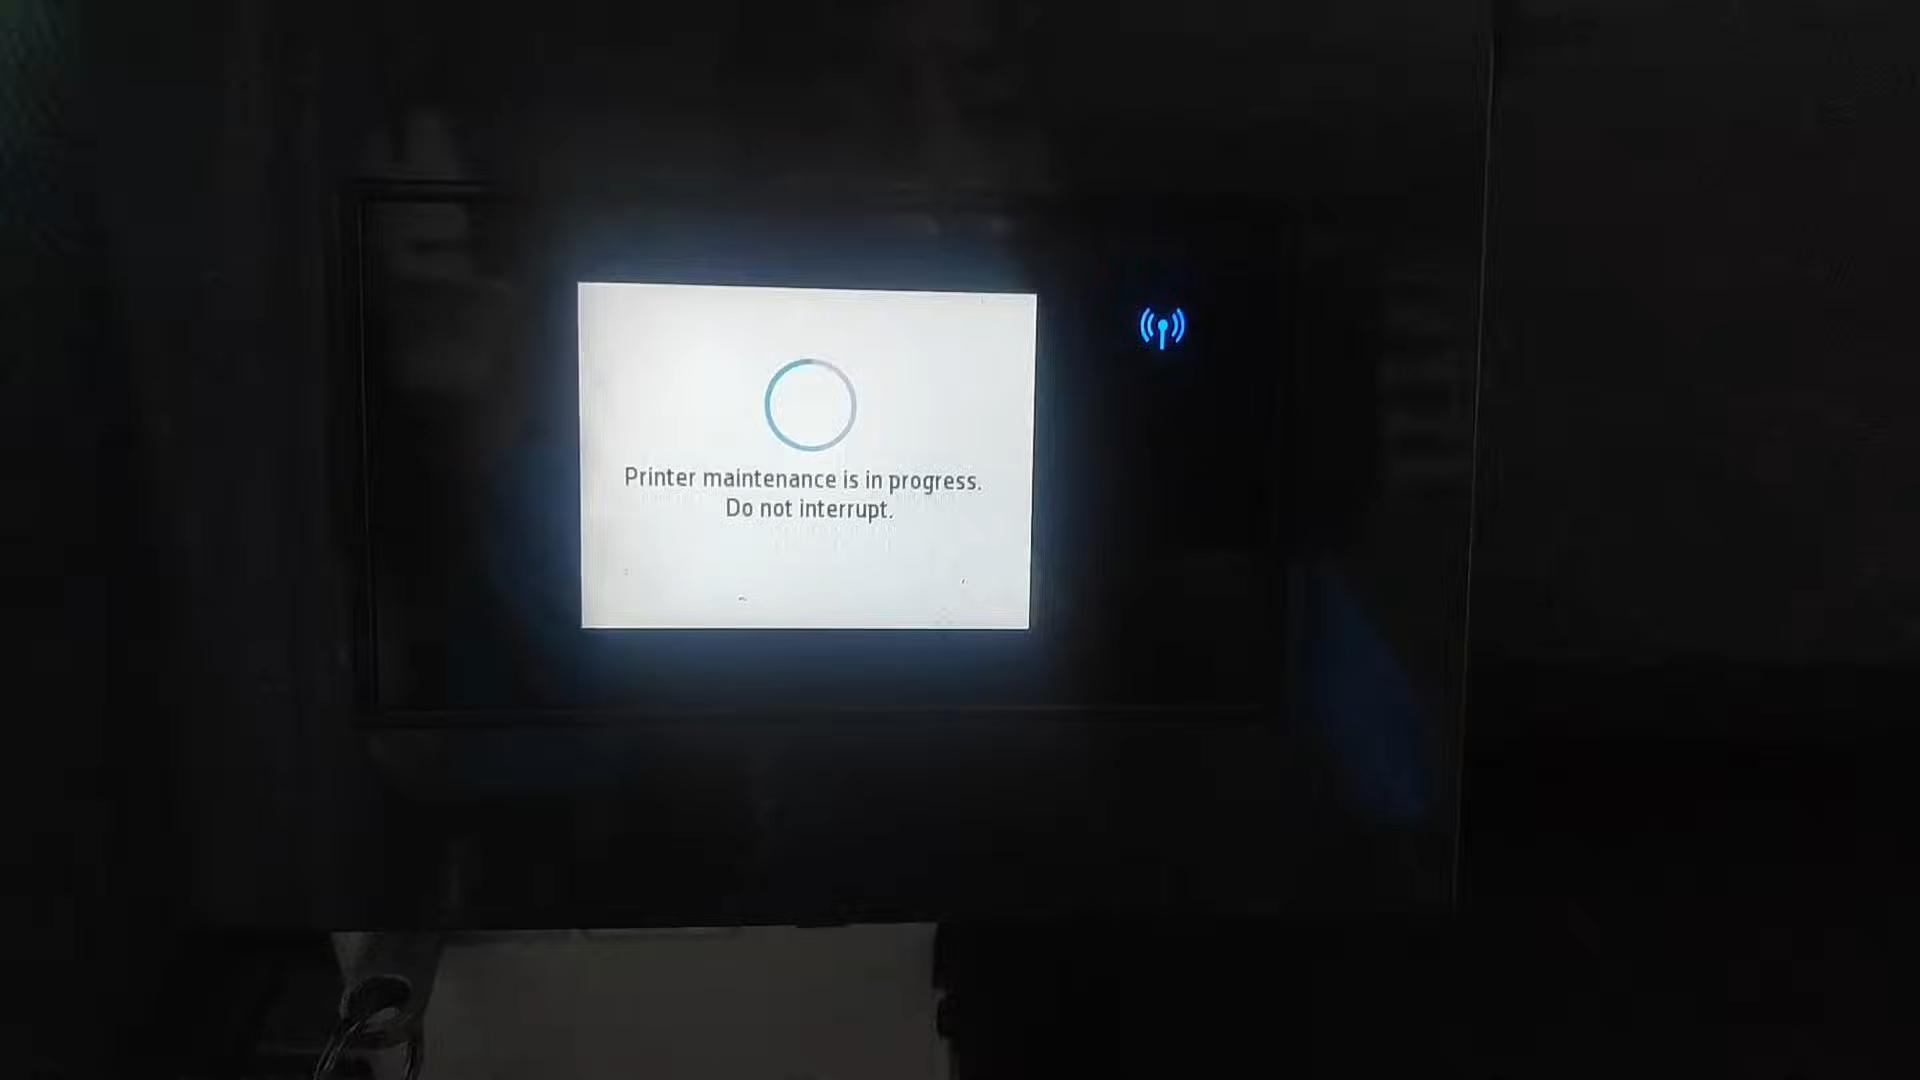 Printer maintenance is in progress.
Do not interrupt.